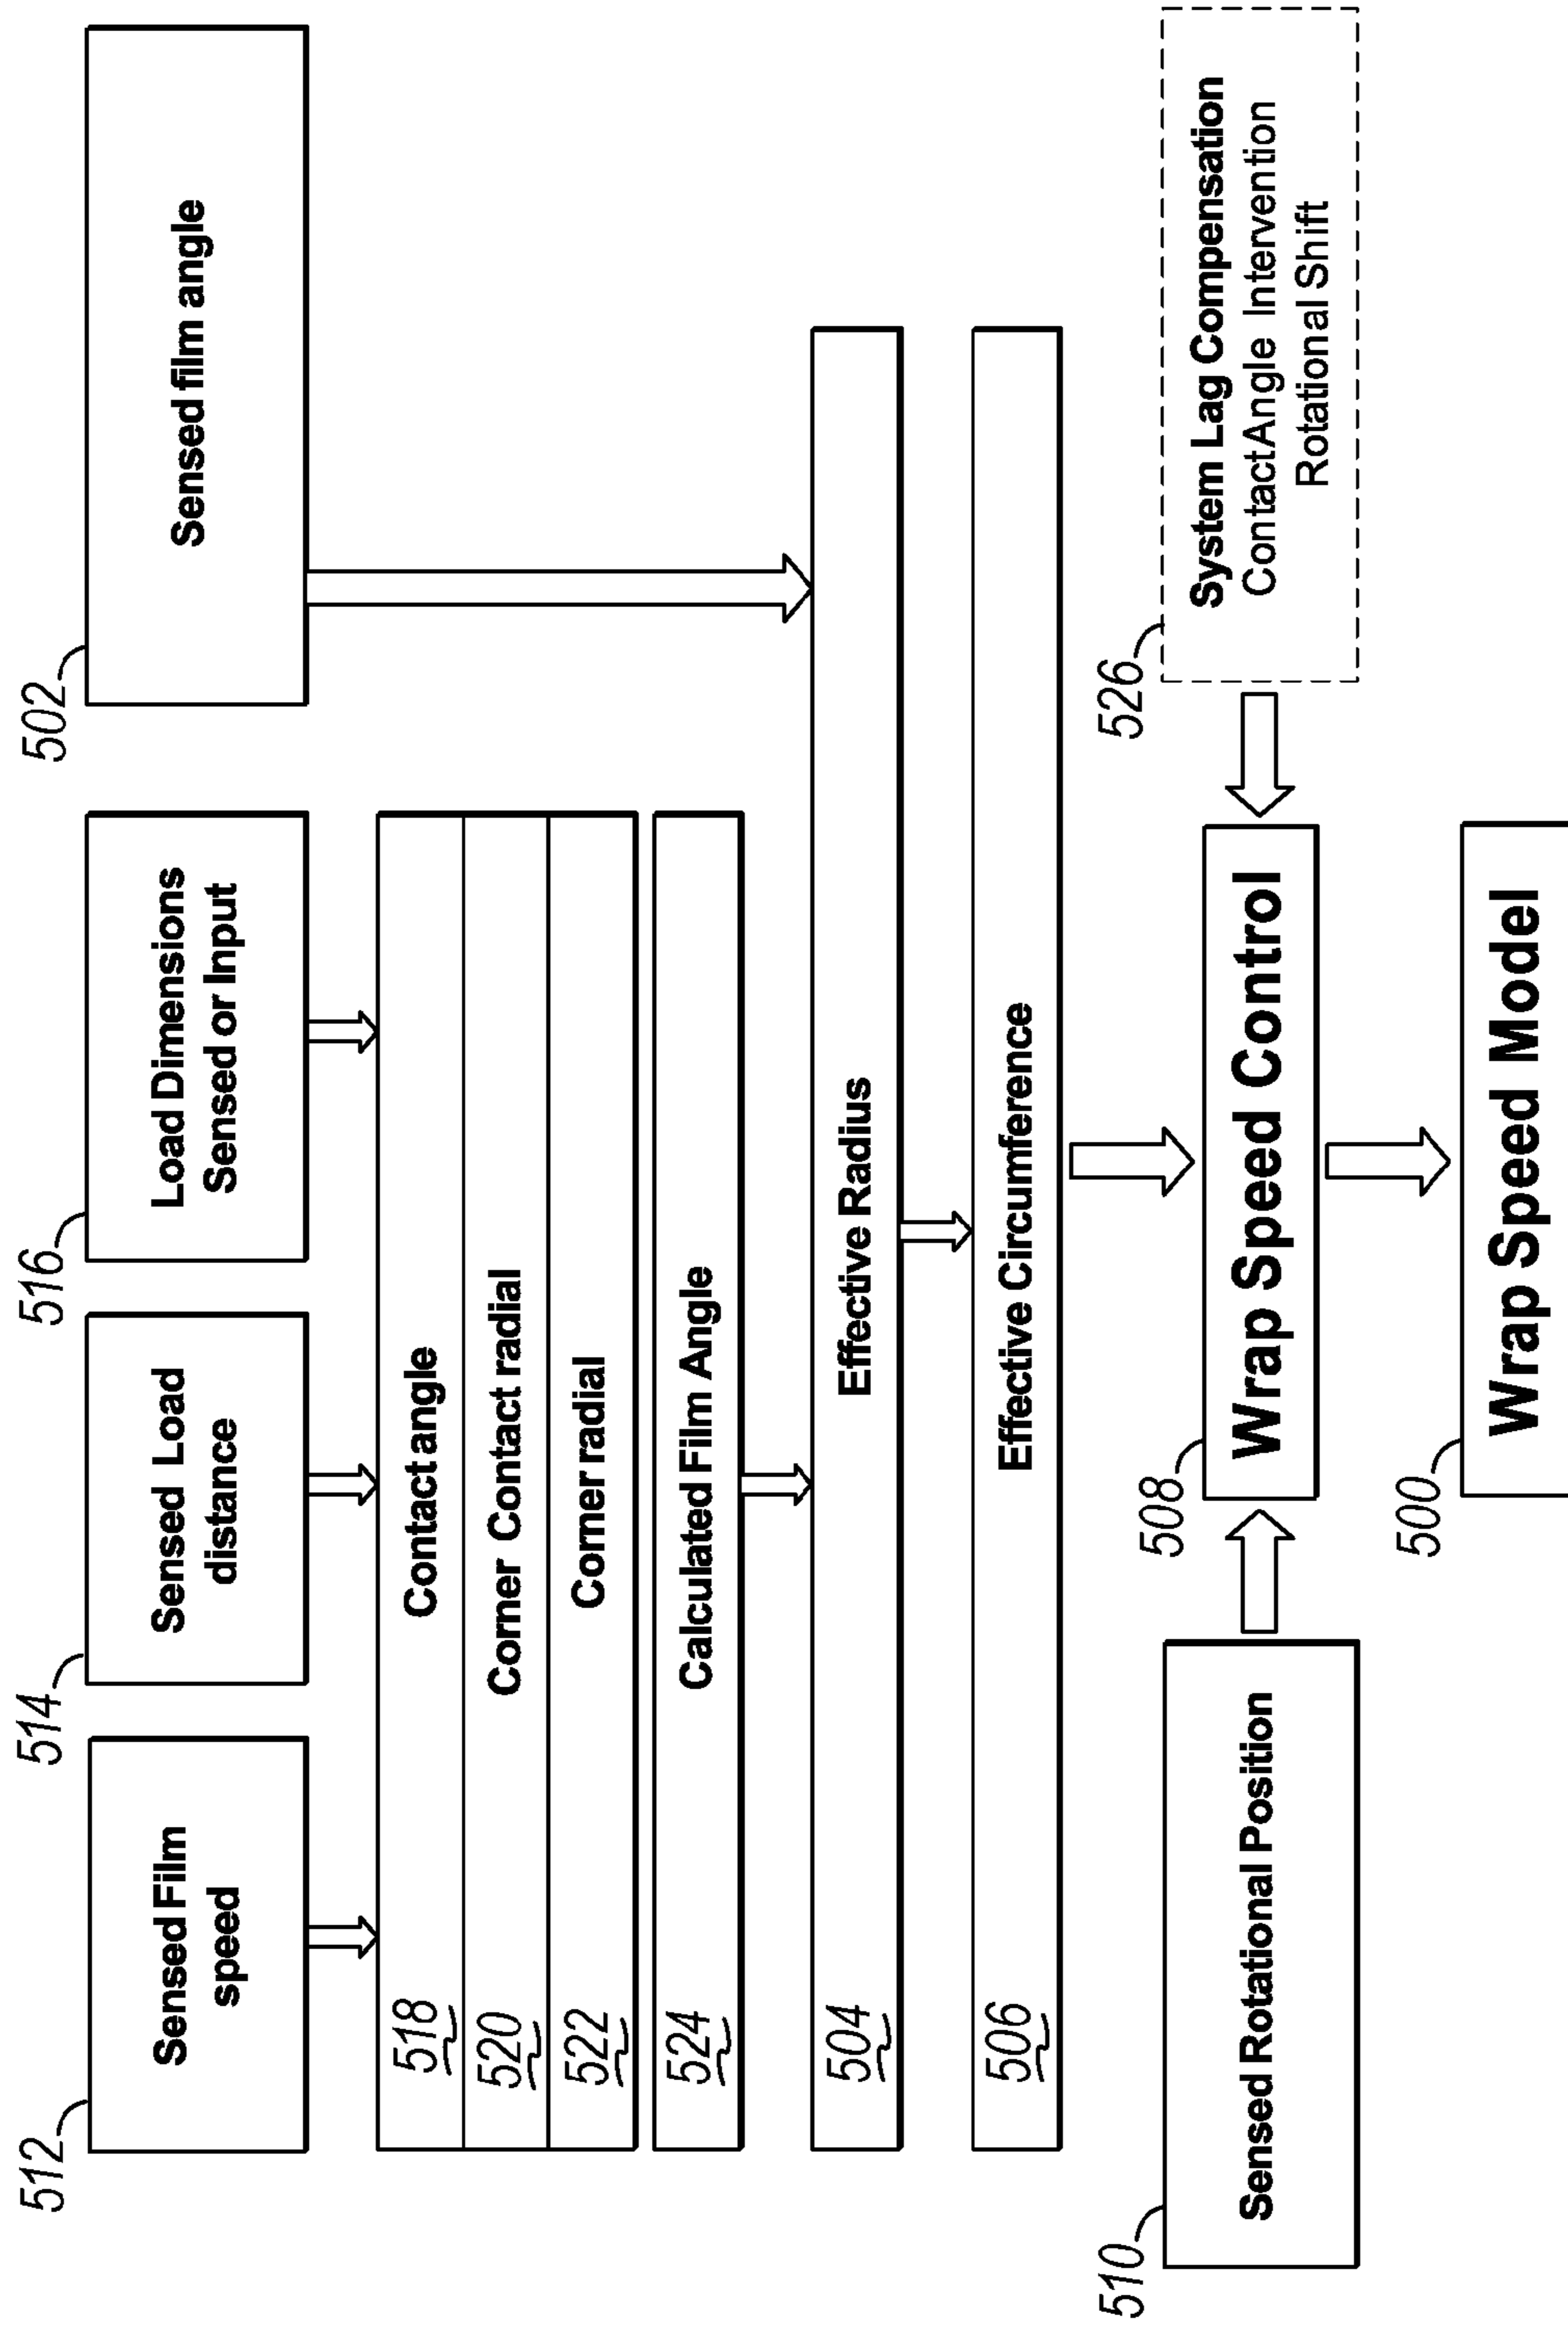 512
Sensed Film
speed
514
Sensed Load
distance
516
Load Dimensions
Sensed or Input
502
Sensed film angle
518
Contact angle
520
Corner Contact radial
522
Corner radial
524
Calculated Film Angle
504
Effective Radius
506
Effective Circumference
510
Sensed Rotational Position
508
Wrap Speed Control
526
System Lag Compensation
Contact Angle Intervention
Rotational Shift
500
Wrap Speed Model